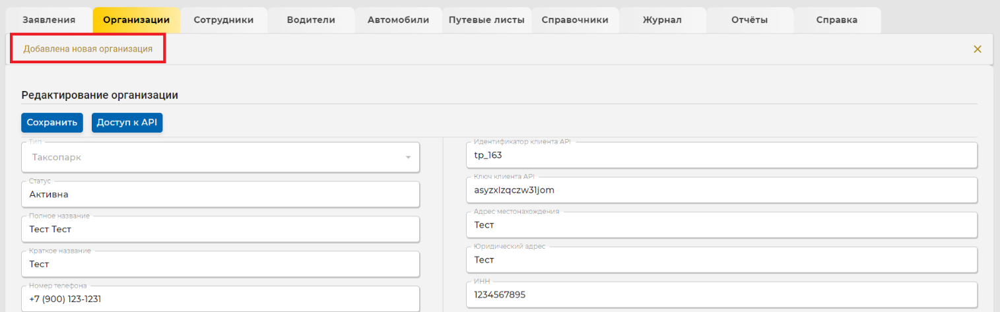 Заявления Организации Сотрудники Водители Автомобили Путевые листы Справочники Журнал Отчёты Справка
Добавлена новая организация
Редактирование организации
Сохранить Доступ к API
Тип
Таксопарк
Статус
Активна
Полное название
Тест Тест
Краткое название
Тест
Номер телефона
+7 (900) 123-1231
Идентификатор клиента API
tp_163
Ключ клиента API
asyzxlzqczw31jom
Адрес местонахождения
Тест
Юридический адрес
Тест
ИНН
1234567895